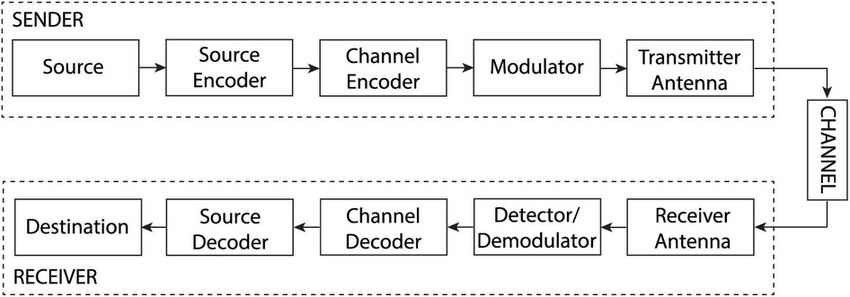 SENDER
Source
Source
Encoder
Channel
Encoder
Modulator
Transmitter
Antenna
CHANNEL
Destination
Source
Decoder
Channel
Decoder
Detector/
Demodulator
Receiver
Antenna
RECEIVER